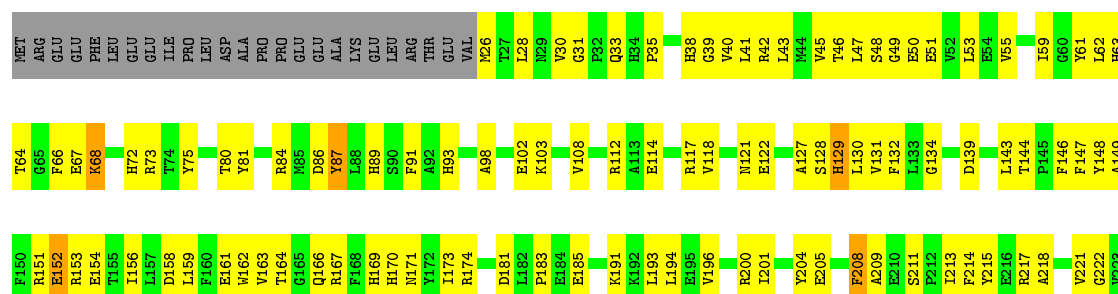 MET ARG GLU GLU PHE LEU GLU GLU ILE PRO LEU ASP ALA PRO PRO GLU GLU ALA LYS GLU LEU ARG THR GLU VAL M26 T27 L28 N29 V30 G31 P32 Q33 H34 P35 H38 G39 V40 L41 R42 L43 M44 V45 T46 L47 S48 G49 E50 E51 V52 L53 E54 V55 I59 G60 Y61 L62 H63
T64 G65 F66 E67 K68 H72 R73 T74 Y75 T80 Y81 R84 M85 D86 Y87 L88 H89 S90 F91 A92 H93 A98 E102 K103 V108 R112 A113 E114 R117 V118 N121 E122 A127 S128 H129 L130 V131 F132 L133 G134 D139 L143 T144 P145 F146 F147 Y148 A149
F150 R151 E152 R153 E154 T155 I156 L157 D158 L159 F160 E161 W162 V163 T164 G165 Q166 R167 F168 H169 H170 N171 Y172 I173 R174 D181 L182 P183 E184 E185 K191 K192 L193 L194 E195 V196 R200 I201 Y204 E205 F208 A209 E210 S211 P212 I213 F214 Y215 E216 R217 A218 V221 G222